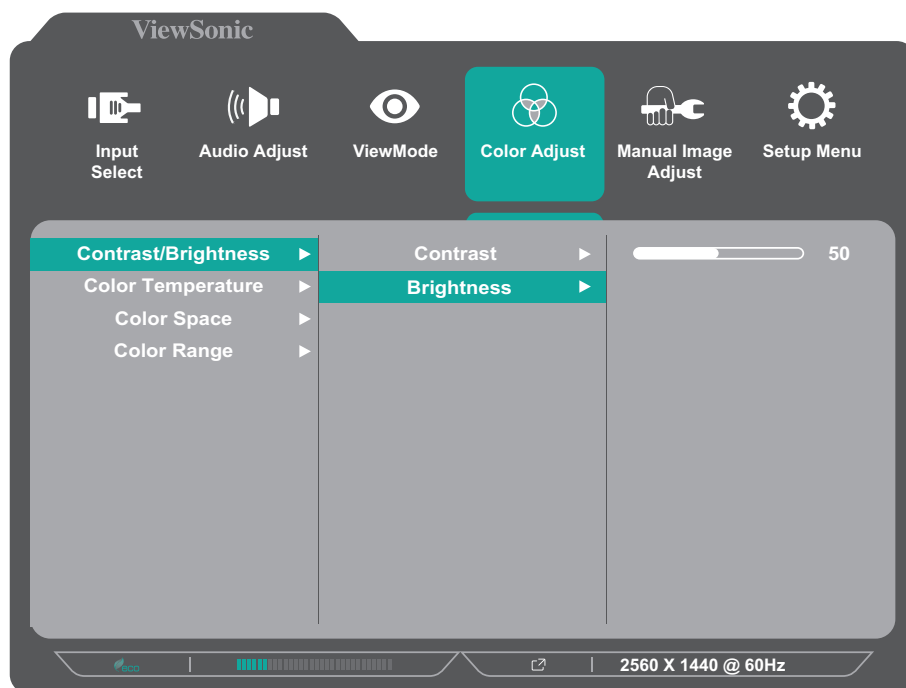 ViewSonic
Input Select
Audio Adjust
ViewMode
Color Adjust
Manual Image Adjust
Setup Menu
Contrast/Brightness
Contrast
50
Color Temperature
Brightness
Color Space
Color Range
eco
2560 X 1440 @ 60Hz